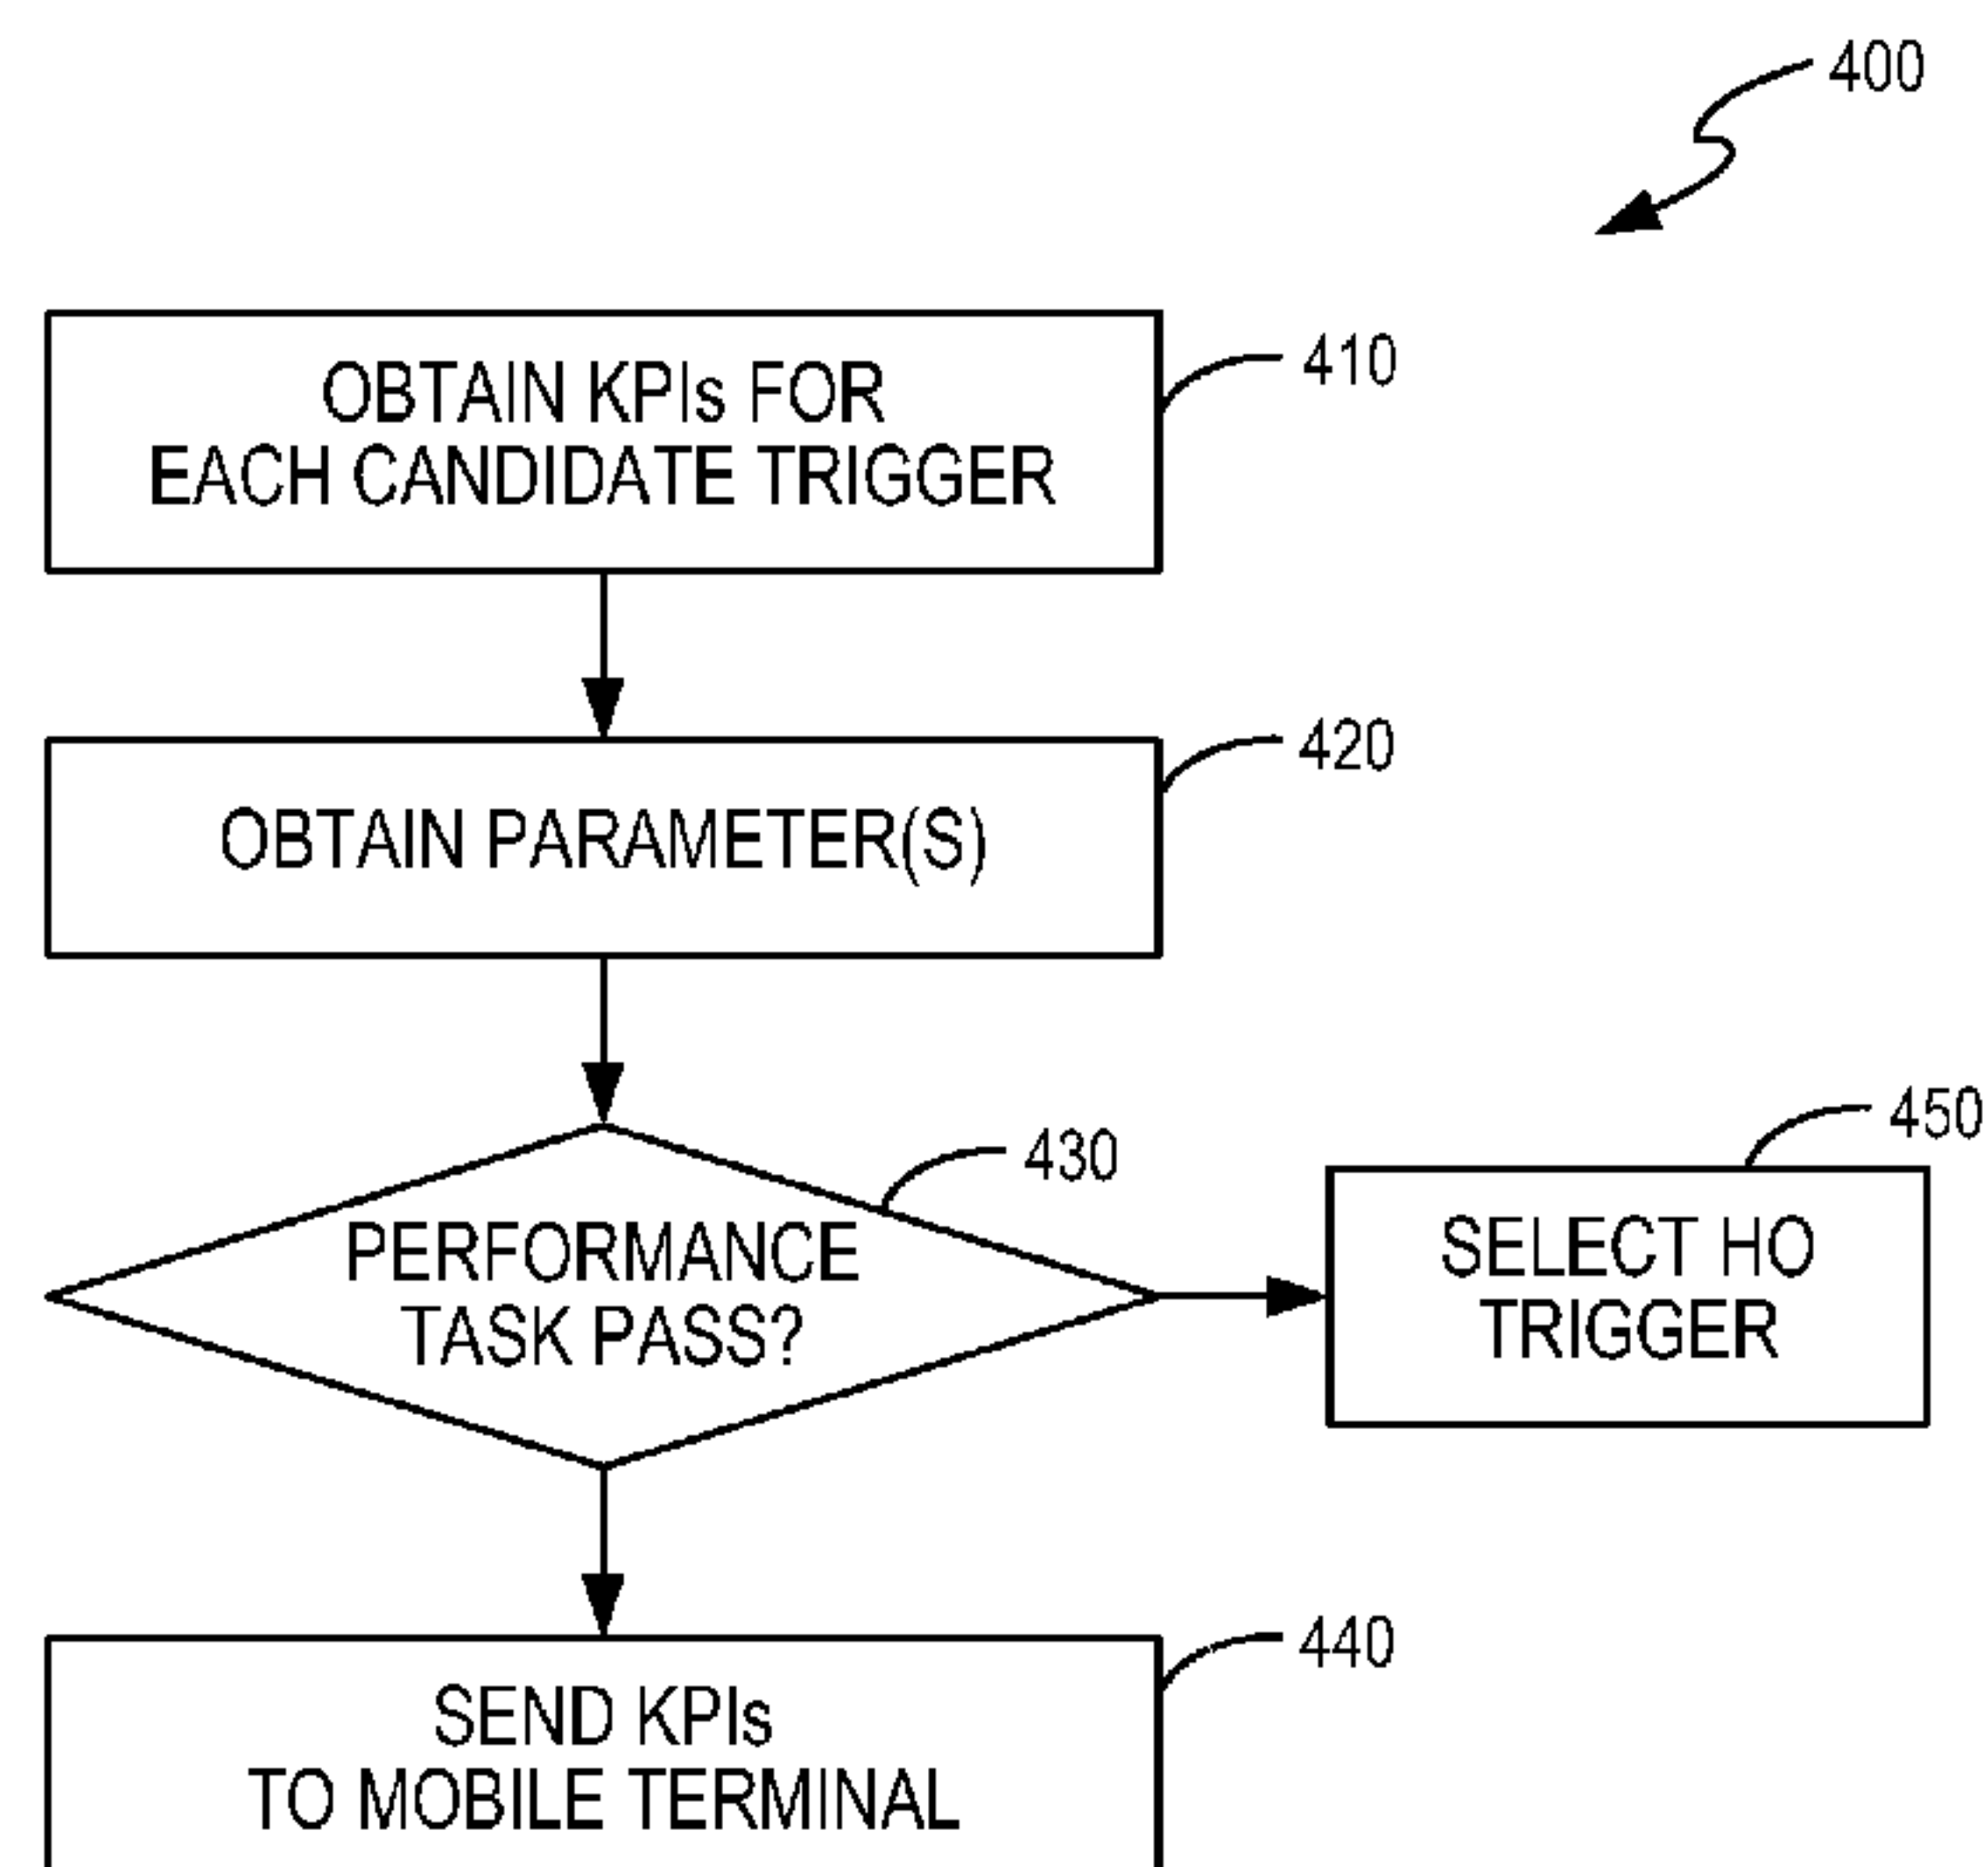 400
OBTAIN KPIs FOR
EACH CANDIDATE TRIGGER
410
OBTAIN PARAMETER(S)
420
PERFORMANCE
TASK PASS?
430
SELECT HO
TRIGGER
450
SEND KPIs
TO MOBILE TERMINAL
440